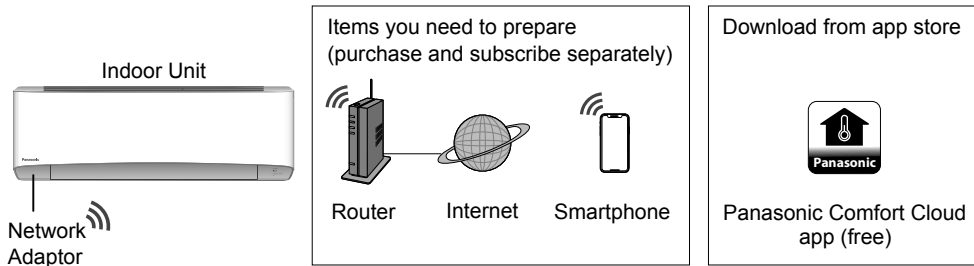 Indoor Unit
Panasonic
Network
Adaptor
Items you need to prepare
(purchase and subscribe separately)
Router
Internet
Smartphone
Download from app store
Panasonic
Panasonic Comfort Cloud
app (free)